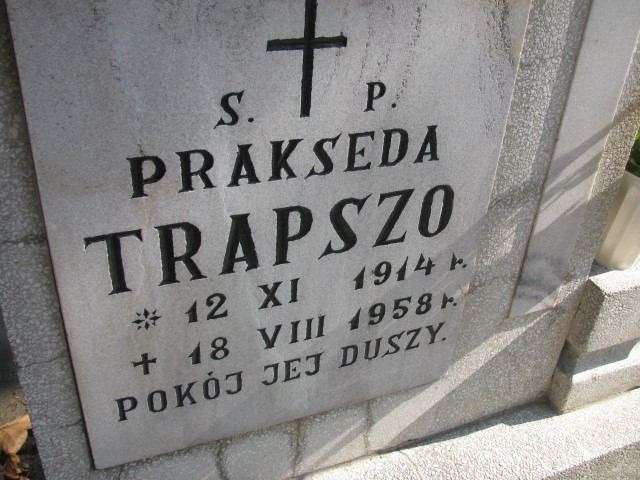 S. P.
PRAKSEDA
TRAPSZO
* 12 XI 1914 r.
+ 18 VIII 1958 r.
POKÓJ JEJ DUSZY.